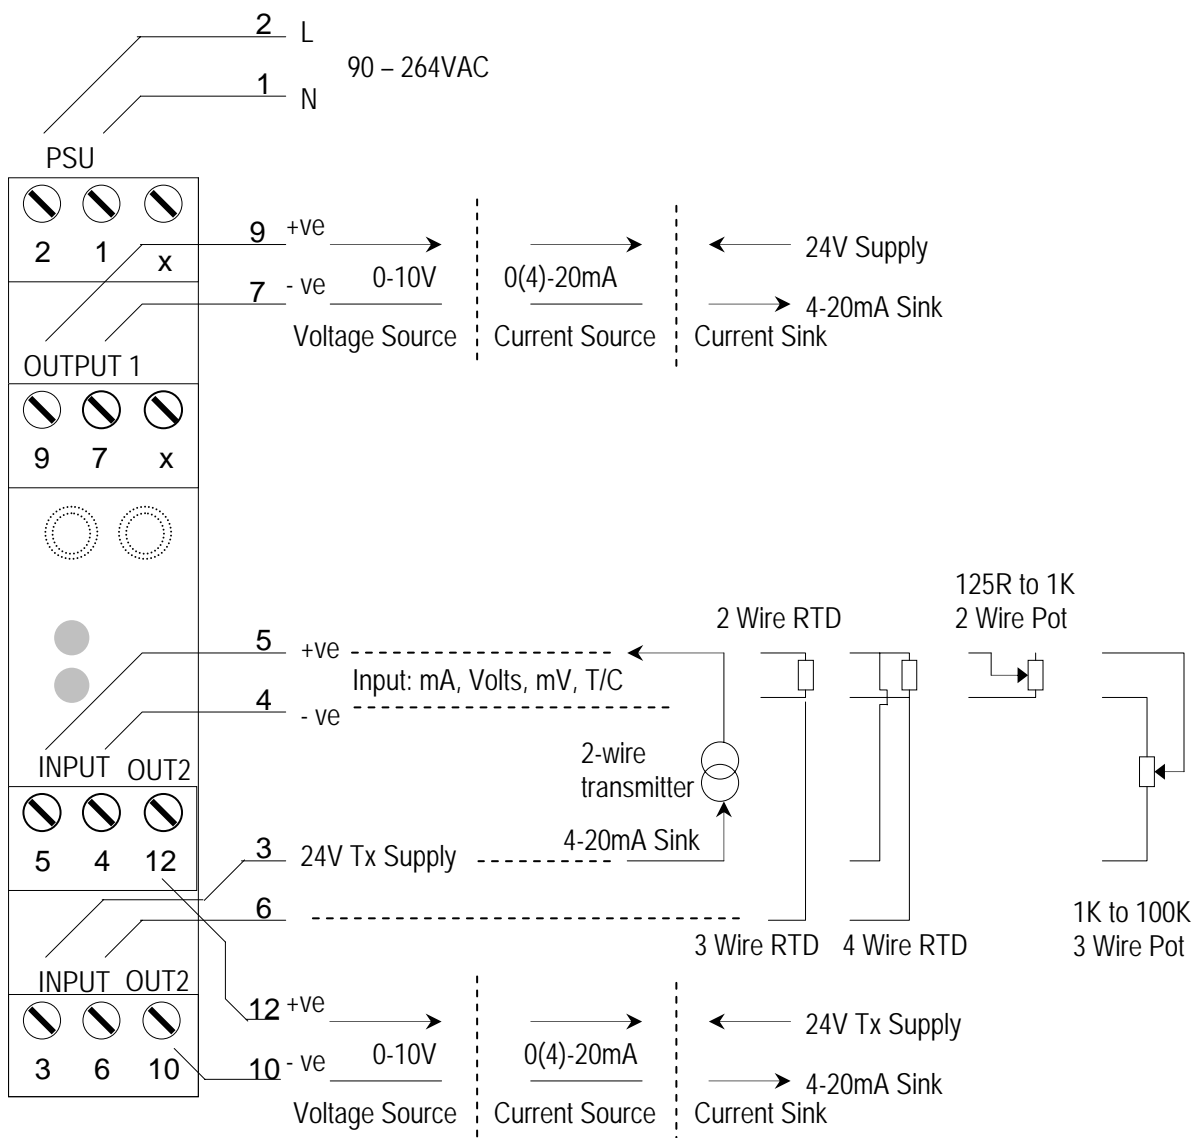 2 L
90 – 264VAC
1 N
PSU
2 1 x
9 +ve
0-10V 0(4)-20mA
24V Supply
7 - ve
4-20mA Sink
Voltage Source Current Source Current Sink
OUTPUT 1
9 7 x
125R to 1K
2 Wire Pot
2 Wire RTD
5 +ve
Input: mA, Volts, mV, T/C
4 - ve
2-wire
transmitter
INPUT OUT2
5 4 12
3 24V Tx Supply
4-20mA Sink
6
3 Wire RTD 4 Wire RTD
1K to 100K
3 Wire Pot
INPUT OUT2
3 6 10
12 +ve
0-10V 0(4)-20mA
24V Tx Supply
10 - ve
4-20mA Sink
Voltage Source Current Source Current Sink